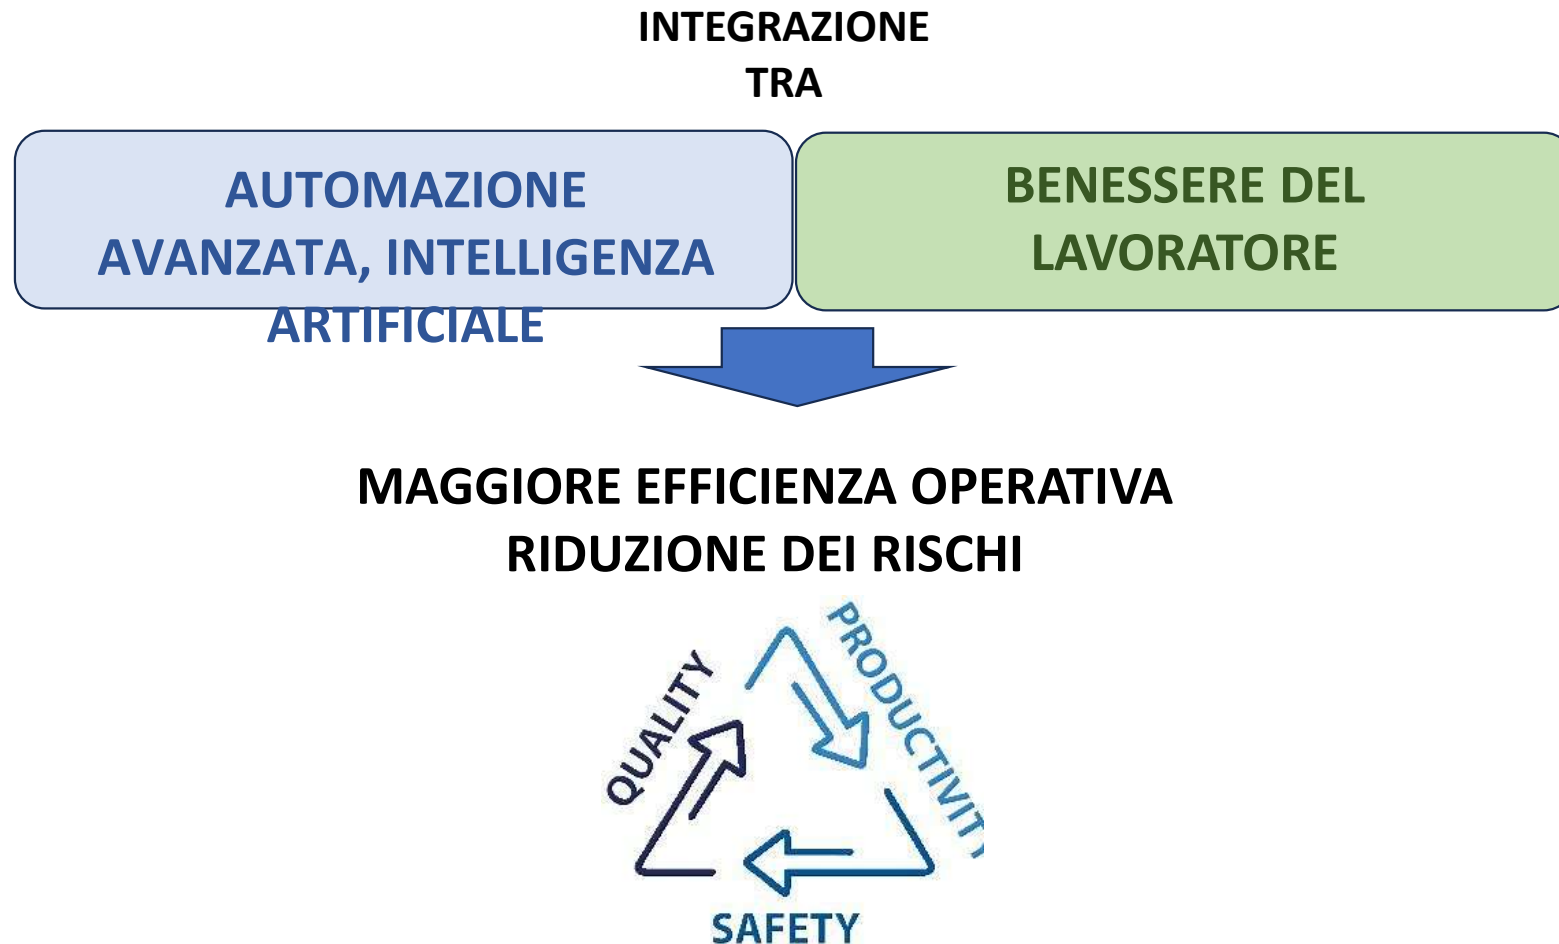 INTEGRAZIONE
TRA
AUTOMAZIONE
AVANZATA, INTELLIGENZA
ARTIFICIALE
BENESSERE DEL
LAVORATORE
MAGGIORE EFFICIENZA OPERATIVA
RIDUZIONE DEI RISCHI
QUALITY
PRODUCTIVITY
SAFETY